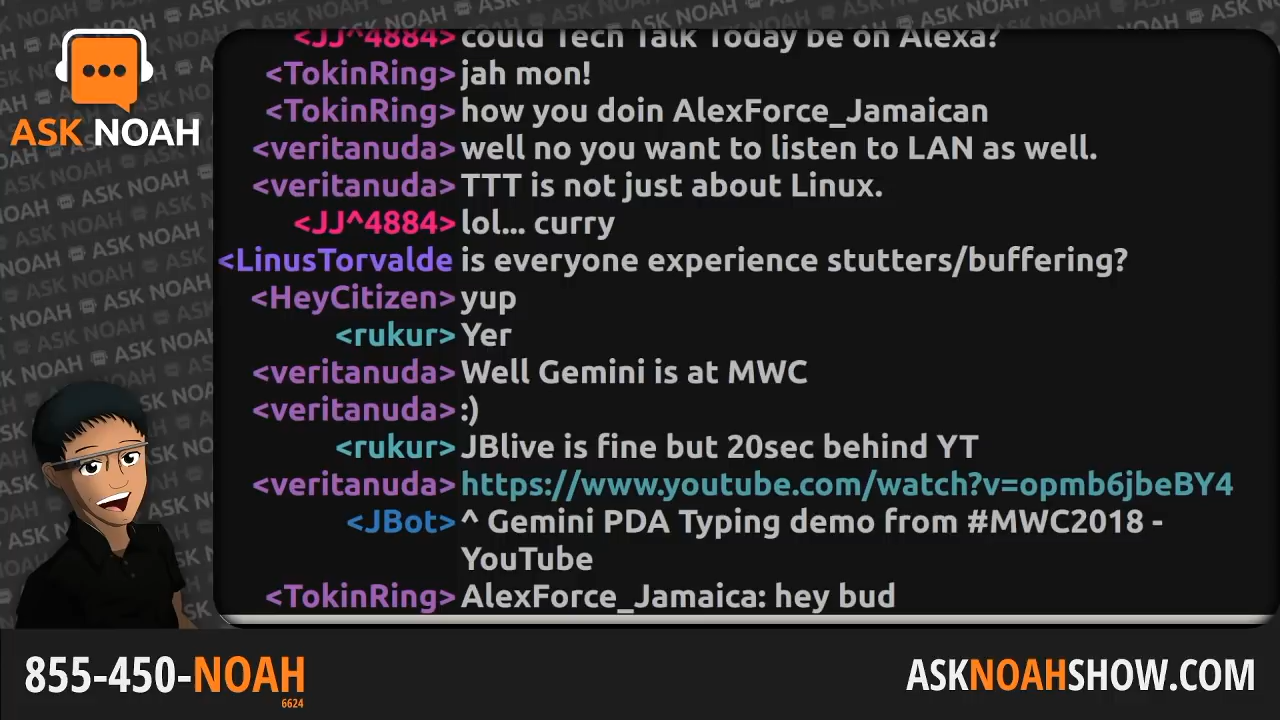 ASK NOAH
<JJ^4884> could Tech Talk Today be on Alexa?
<TokinRing> jah mon!
<TokinRing> how you doin AlexForce_Jamaican
<veritanuda> well no you want to listen to LAN as well.
<veritanuda> TTT is not just about Linux.
<JJ^4884> lol... curry
<LinusTorvalde is everyone experience stutters/buffering?
<HeyCitizen> yup
<rukur> Yer
<veritanuda> Well Gemini is at MWC
<veritanuda> :)
<rukur> JBlive is fine but 20sec behind YT
<veritanuda> https://www.youtube.com/watch?v=opmb6jbeBY4
<JBot> ^ Gemini PDA Typing demo from #MWC2018 -
YouTube
<TokinRing> AlexForce_Jamaica: hey bud
855-450-NOAH
6624
ASKNOAHSHOW.COM